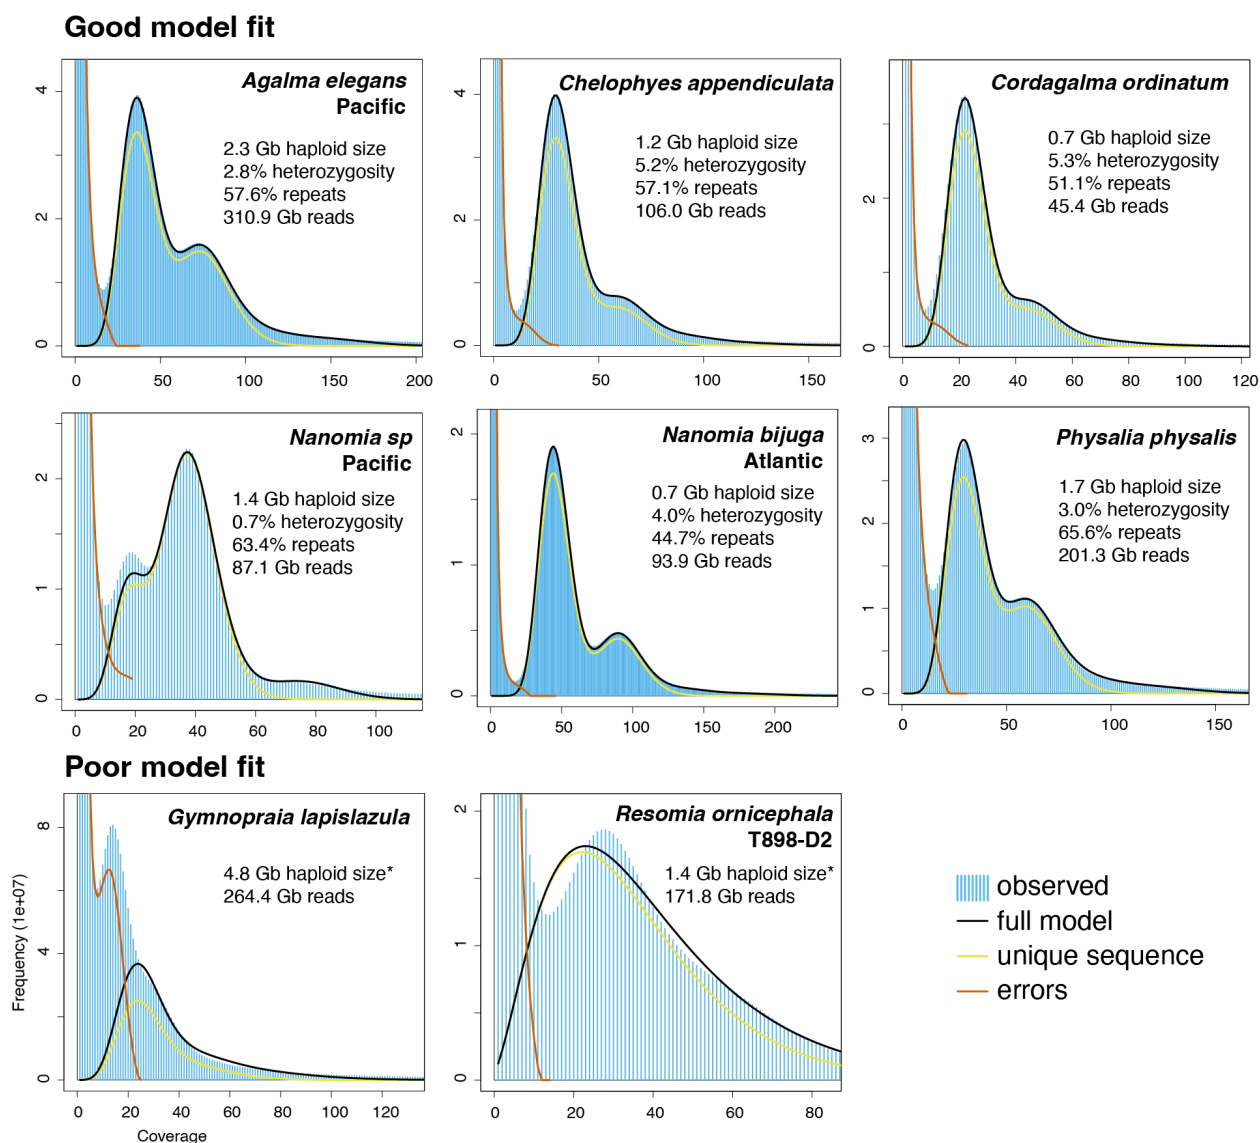 Good model fit
Agalma elegans
Pacific
2.3 Gb haploid size
2.8% heterozygosity
57.6% repeats
310.9 Gb reads
4
2
0
0 50 100 150 200
Chelophyes appendiculata
1.2 Gb haploid size
5.2% heterozygosity
57.1% repeats
106.0 Gb reads
4
2
0
0 50 100 150
Cordagalma ordinatum
0.7 Gb haploid size
5.3% heterozygosity
51.1% repeats
45.4 Gb reads
2
0
0 20 40 60 80 100 120
Nanomia sp
Pacific
1.4 Gb haploid size
0.7% heterozygosity
63.4% repeats
87.1 Gb reads
2
1
0
0 20 40 60 80 100
Nanomia bijuga
Atlantic
0.7 Gb haploid size
4.0% heterozygosity
44.7% repeats
93.9 Gb reads
2
1
0
0 50 100 150 200
Physalia physalis
1.7 Gb haploid size
3.0% heterozygosity
65.6% repeats
201.3 Gb reads
3
2
1
0
0 50 100 150
Poor model fit
Gymnopraia lapislazula
4.8 Gb haploid size*
264.4 Gb reads
8
4
0
Frequency (1e+07)
0 20 40 60 80 100 120
Coverage
Resomia ornicephala
T898-D2
1.4 Gb haploid size*
171.8 Gb reads
2
1
0
0 20 40 60 80
observed
full model
unique sequence
errors